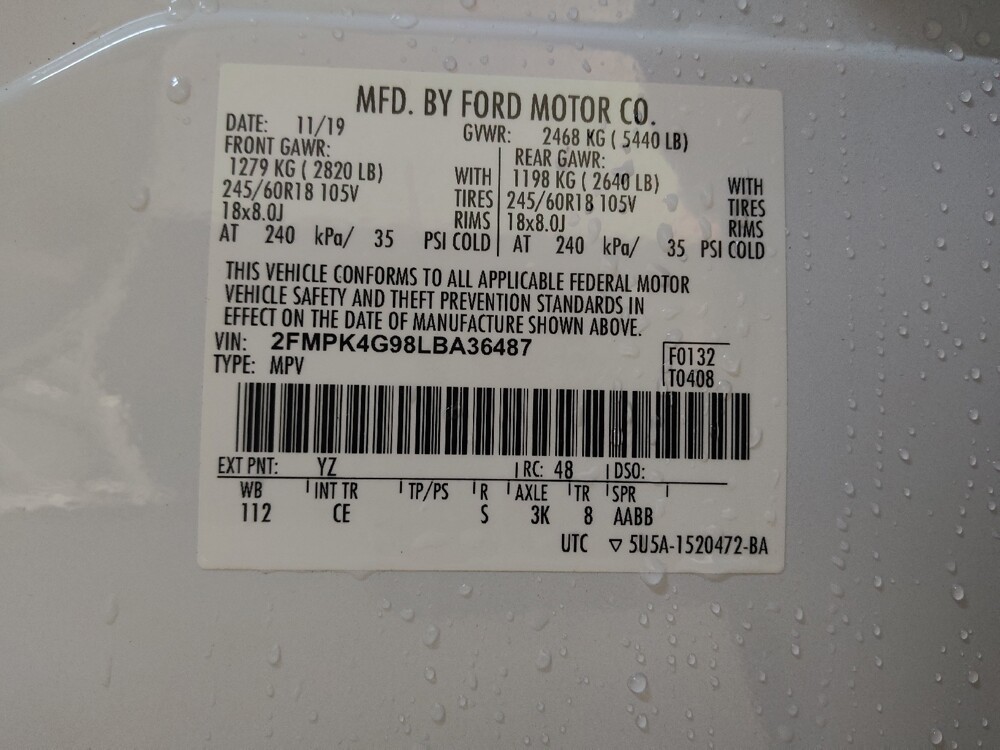 MFD. BY FORD MOTOR CO.
DATE: 11/19 GVWR: 2468 KG ( 5440 LB)
FRONT GAWR: REAR GAWR:
1279 KG ( 2820 LB) WITH 1198 KG ( 2640 LB) WITH
245/60R18 105V TIRES 245/60R18 105V TIRES
18x8.0J RIMS 18x8.0J RIMS
AT 240 kPa/ 35 PSI COLD AT 240 kPa/ 35 PSI COLD
THIS VEHICLE CONFORMS TO ALL APPLICABLE FEDERAL MOTOR
VEHICLE SAFETY AND THEFT PREVENTION STANDARDS IN
EFFECT ON THE DATE OF MANUFACTURE SHOWN ABOVE.
VIN: 2FMPK4G98LBA36487
F0132
TYPE: MPV
T0408
EXT PNT: YZ RC: 48 DSO:
WB INT TR TP/PS R AXLE TR SPR
112 CE S 3K 8 AABB
UTC ▽ 5U5A-1520472-BA